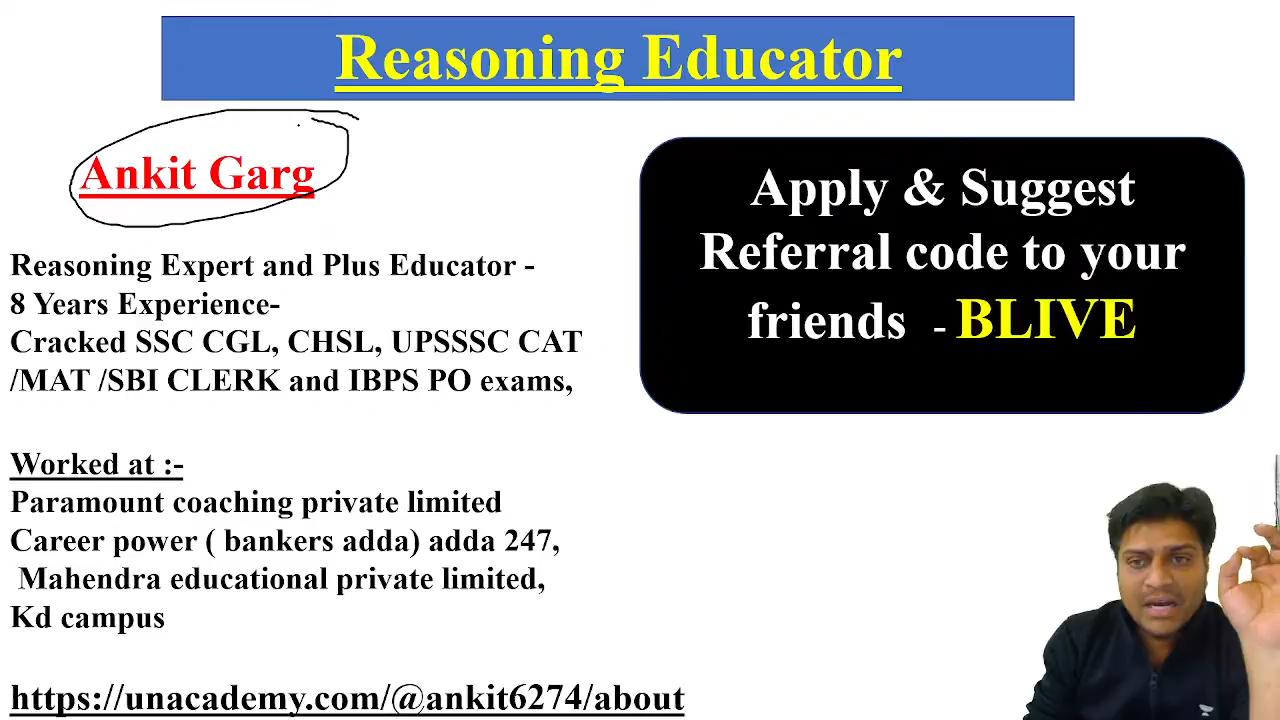 Reasoning Educator
Ankit Garg
Apply & Suggest
Referral code to your
friends - BLIVE
Reasoning Expert and Plus Educator -
8 Years Experience-
Cracked SSC CGL, CHSL, UPSSSC CAT
/MAT /SBI CLERK and IBPS PO exams,
Worked at :-
Paramount coaching private limited
Career power ( bankers adda) adda 247,
Mahendra educational private limited,
Kd campus
https://unacademy.com/@ankit6274/about